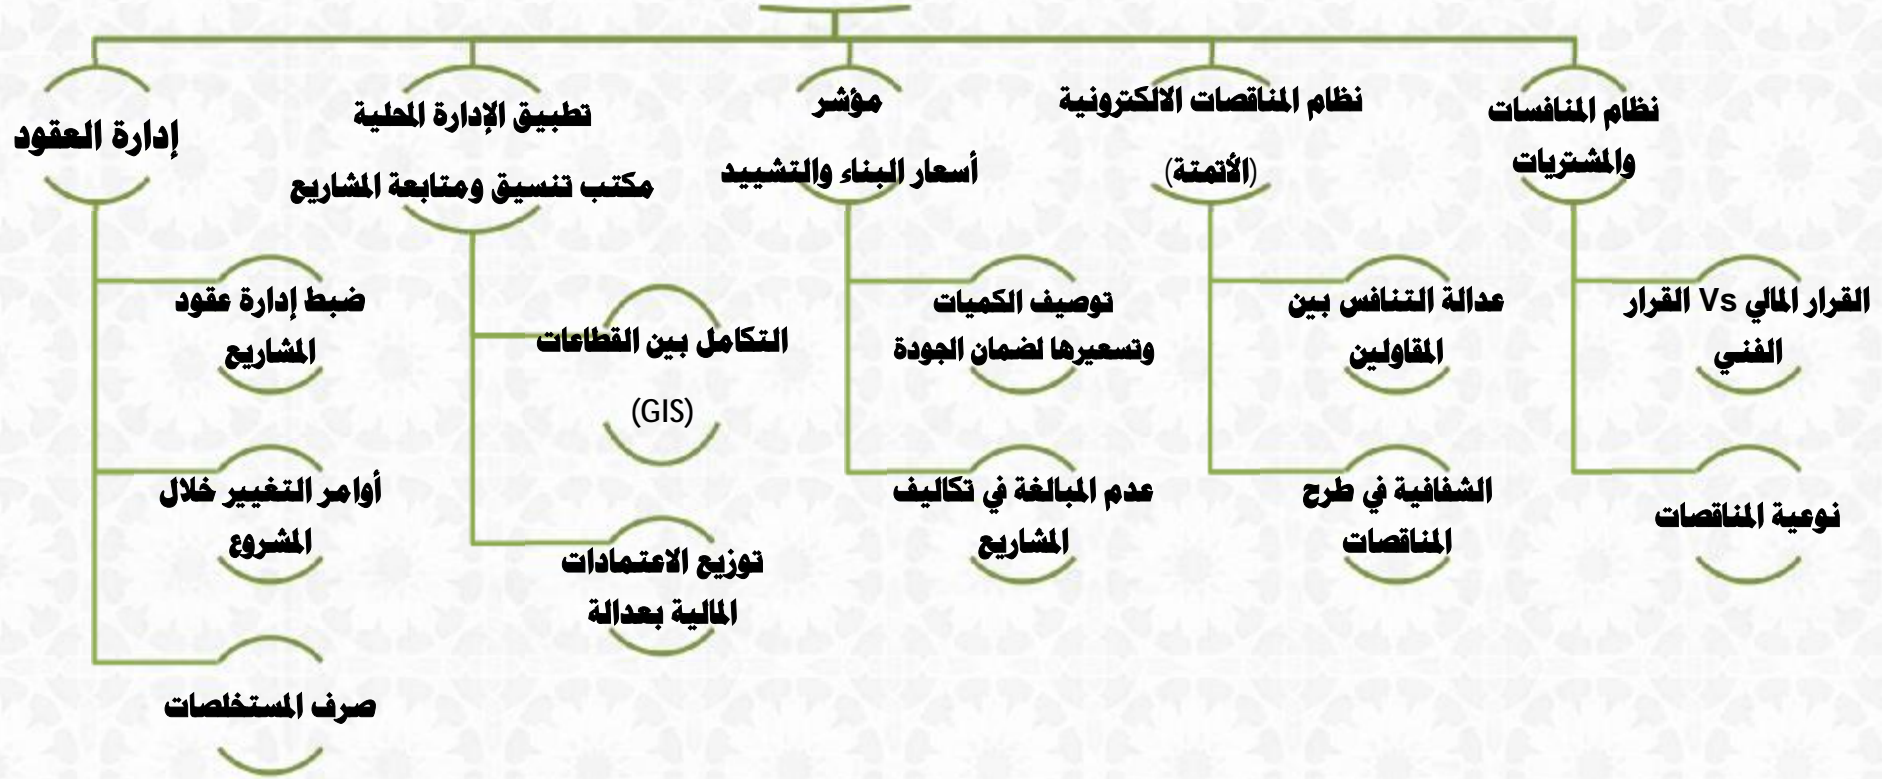 نظام المنافسات
والمشتريات
القرار المالي Vs القرار
الفني
نوعية المناقصات
نظام المناقصات الالكترونية
(الأتمتة)
عدالة التنافس بين
المقاولين
الشفافية في طرح
المناقصات
مؤشر
أسعار البناء والتشييد
توصيف الكميات
وتسعيرها لضمان الجودة
عدم المبالغة في تكاليف
المشاريع
تطبيق الإدارة المحلية
مكتب تنسيق ومتابعة المشاريع
التكامل بين القطاعات
(GIS)
توزيع الاعتمادات
المالية بعدالة
إدارة العقود
ضبط إدارة عقود
المشاريع
أوامر التغيير خلال
المشروع
صرف المستخلصات